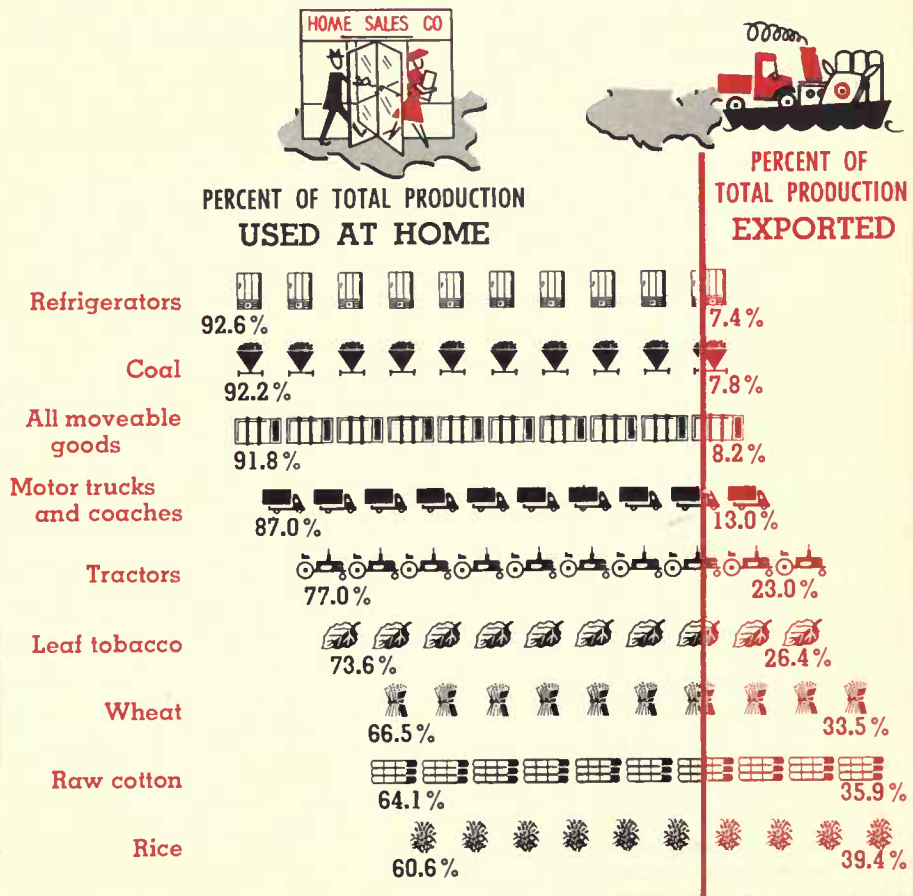 HOME SALES CO
PERCENT OF TOTAL PRODUCTION
USED AT HOME
PERCENT OF
TOTAL PRODUCTION
EXPORTED
Refrigerators
92.6%
7.4%
Coal
92.2%
7.8%
All moveable
goods
91.8%
8.2%
Motor trucks
and coaches
87.0%
13.0%
Tractors
77.0%
23.0%
Leaf tobacco
73.6%
26.4%
Wheat
66.5%
33.5%
Raw cotton
64.1%
35.9%
Rice
60.6%
39.4%